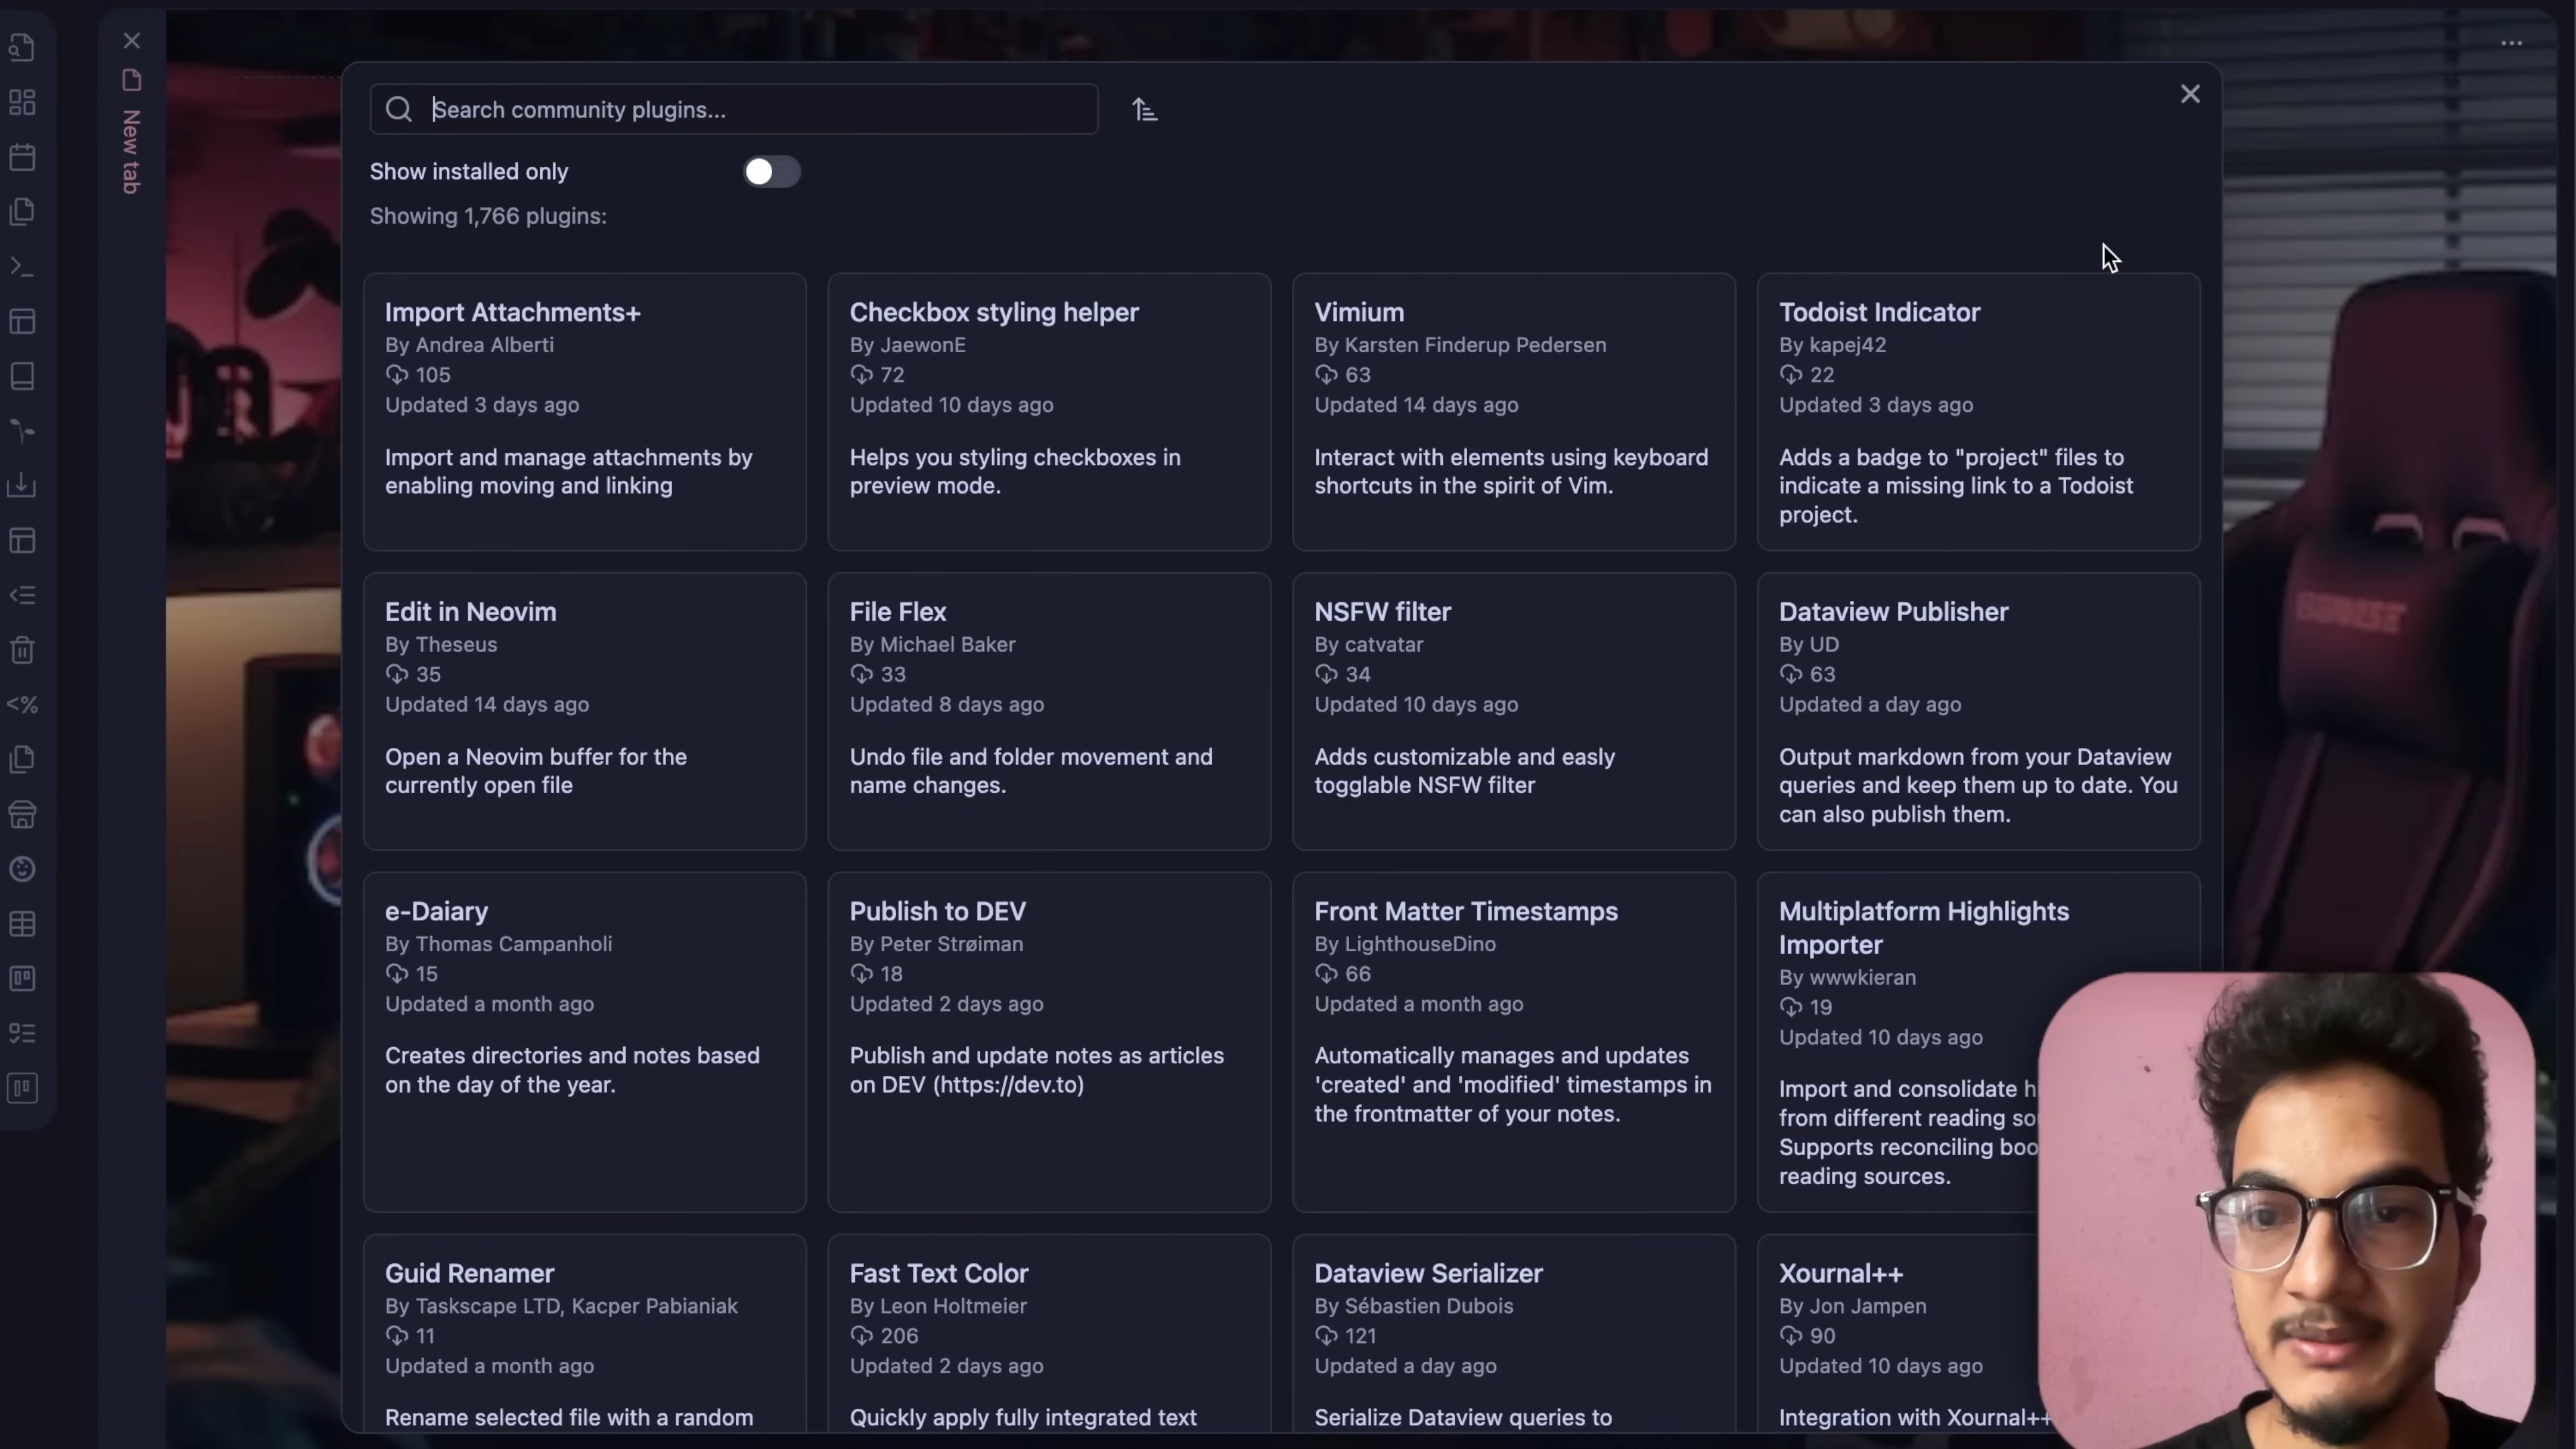 New tab
Search community plugins...
Show installed only
Showing 1,766 plugins:
Import Attachments+
By Andrea Alberti
105
Updated 3 days ago
Import and manage attachments by
enabling moving and linking
Checkbox styling helper
By JaewonE
72
Updated 10 days ago
Helps you styling checkboxes in
preview mode.
Vimium
By Karsten Finderup Pedersen
63
Updated 14 days ago
Interact with elements using keyboard
shortcuts in the spirit of Vim.
Todoist Indicator
By kapej42
22
Updated 3 days ago
Adds a badge to "project" files to
indicate a missing link to a Todoist
project.
Edit in Neovim
By Theseus
35
Updated 14 days ago
Open a Neovim buffer for the
currently open file
File Flex
By Michael Baker
33
Updated 8 days ago
Undo file and folder movement and
name changes.
NSFW filter
By catvatar
34
Updated 10 days ago
Adds customizable and easly
togglable NSFW filter
Dataview Publisher
By UD
63
Updated a day ago
Output markdown from your Dataview
queries and keep them up to date. You
can also publish them.
e-Daiary
By Thomas Campanholi
15
Updated a month ago
Creates directories and notes based
on the day of the year.
Publish to DEV
By Peter Strøiman
18
Updated 2 days ago
Publish and update notes as articles
on DEV (https://dev.to)
Front Matter Timestamps
By LighthouseDino
66
Updated a month ago
Automatically manages and updates
'created' and 'modified' timestamps in
the frontmatter of your notes.
Multiplatform Highlights
Importer
By wwwkieran
19
Updated 10 days ago
Import and consolidate
from different reading
Supports reconciling
reading sources.
Guid Renamer
By Taskscape LTD, Kacper Pabianiak
11
Updated a month ago
Rename selected file with a random
Fast Text Color
By Leon Holtmeier
206
Updated 2 days ago
Quickly apply fully integrated text
Dataview Serializer
By Sébastien Dubois
121
Updated a day ago
Serialize Dataview queries to
Xournal++
By Jon Jampen
90
Updated 10 days ago
Integration with Xournal++